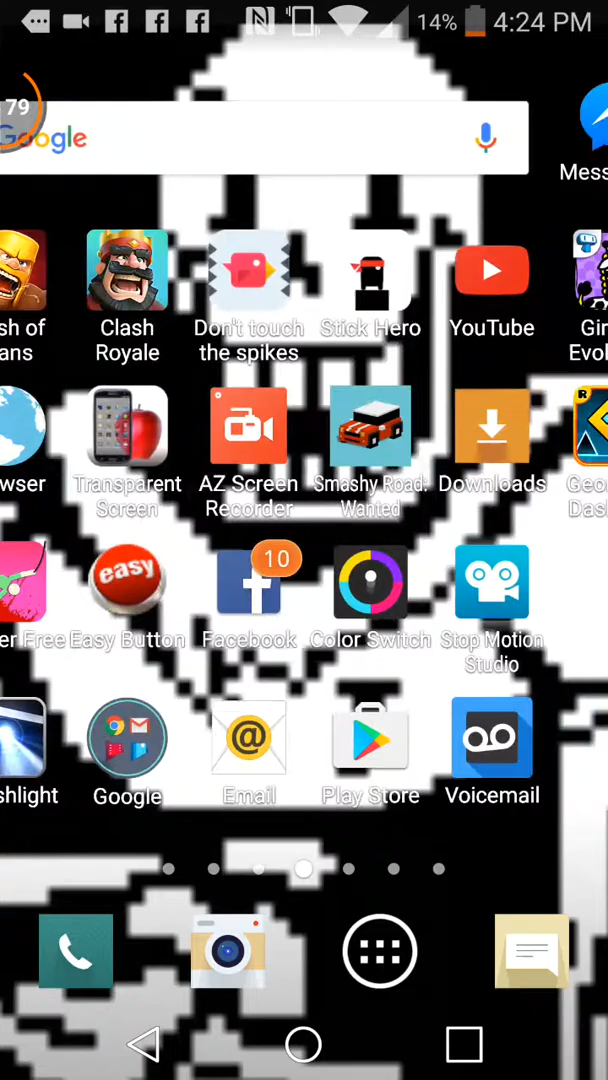 14% 4:24 PM
79
Google
Mess
sh of
ans
Clash
Royale
Don't touch
the spikes
Stick Hero
YouTube
Gir
Evol
wser
Transparent
Screen
AZ Screen
Recorder
Smashy Road:
Wanted
Downloads
R
Geo
Das
easy
10
er Free
Easy Button
Facebook
Color Switch
Stop Motion
Studio
shlight
Google
Email
Play Store
Voicemail